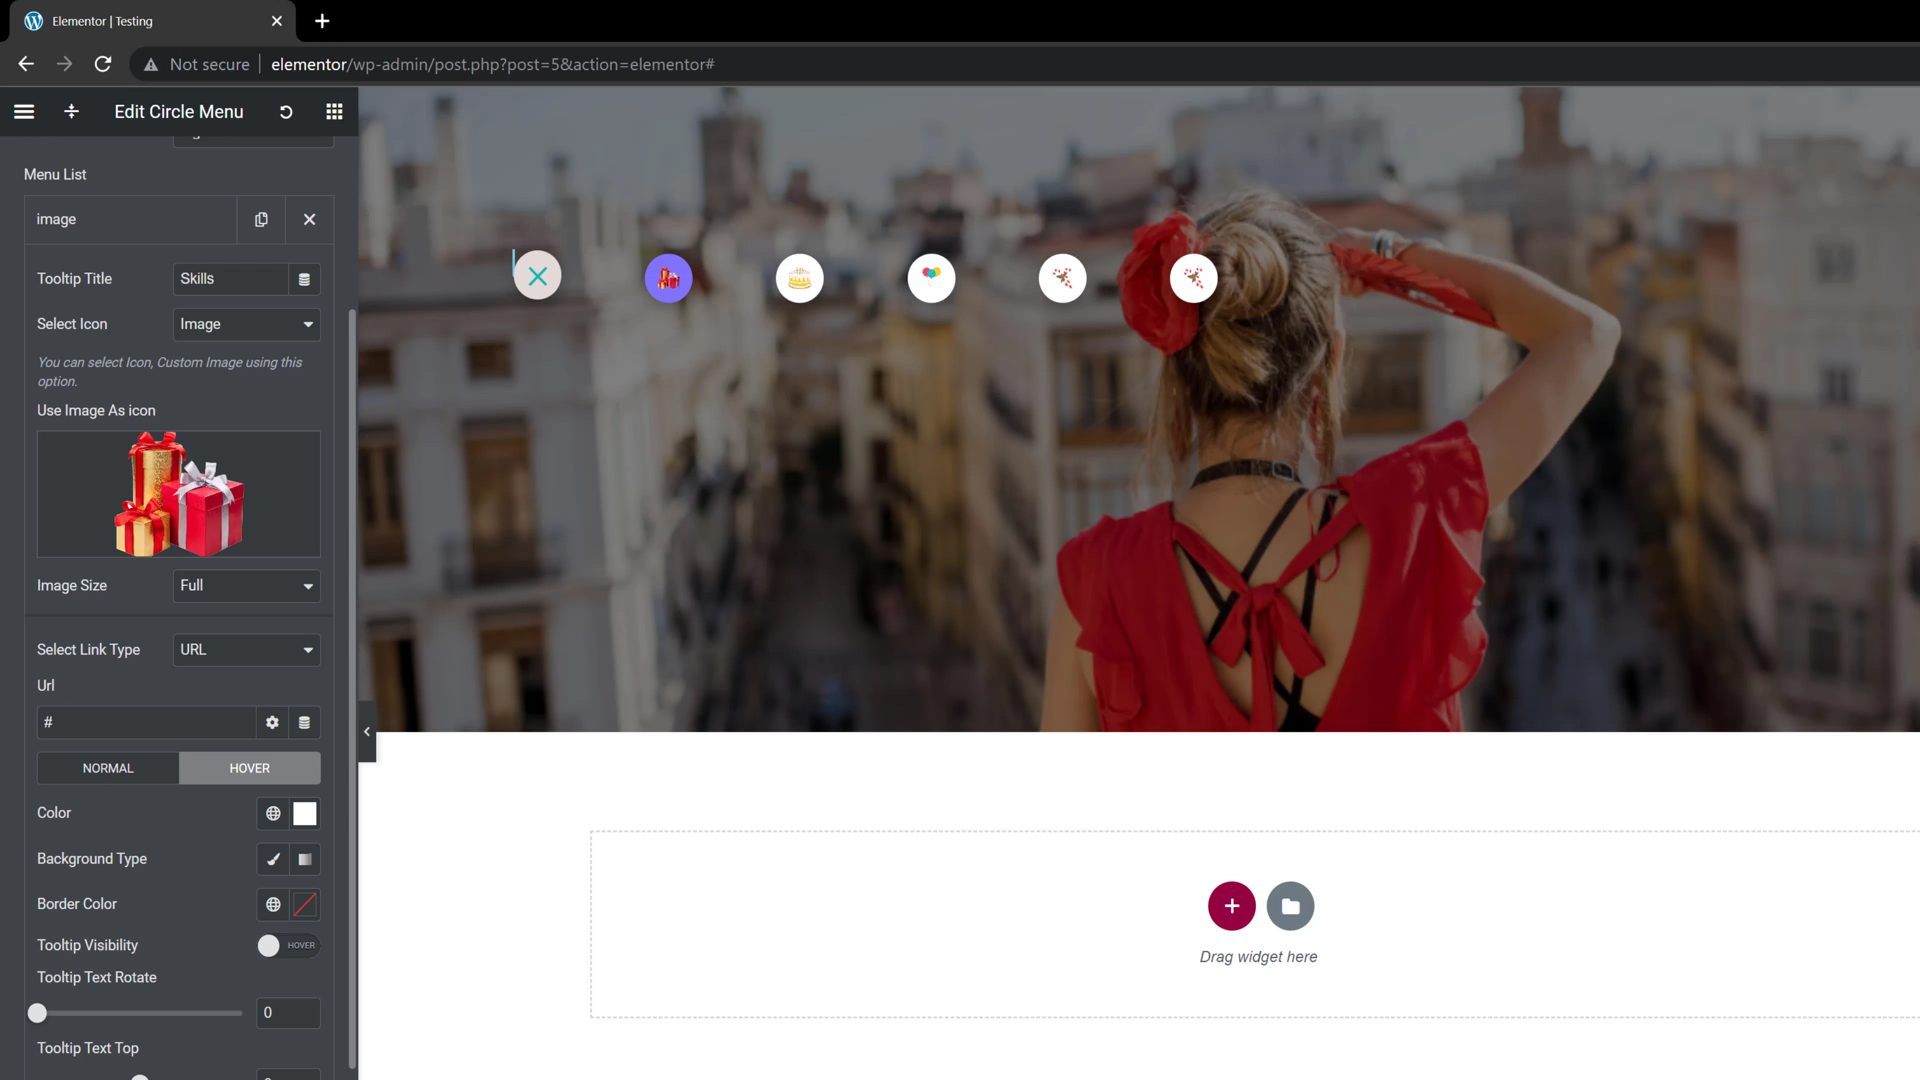 Elementor | Testing
Not secure
elementor/wp-admin/post.php?post=5&action=elementor#
Edit Circle Menu
Menu List
image
Tooltip Title
Skills
Select Icon
Image
You can select Icon, Custom Image using this
option.
Use Image As icon
Image Size
Full
Select Link Type
URL
Url
#
NORMAL
HOVER
Color
Background Type
Border Color
Tooltip Visibility
HOVER
Tooltip Text Rotate
0
Tooltip Text Top
Drag widget here